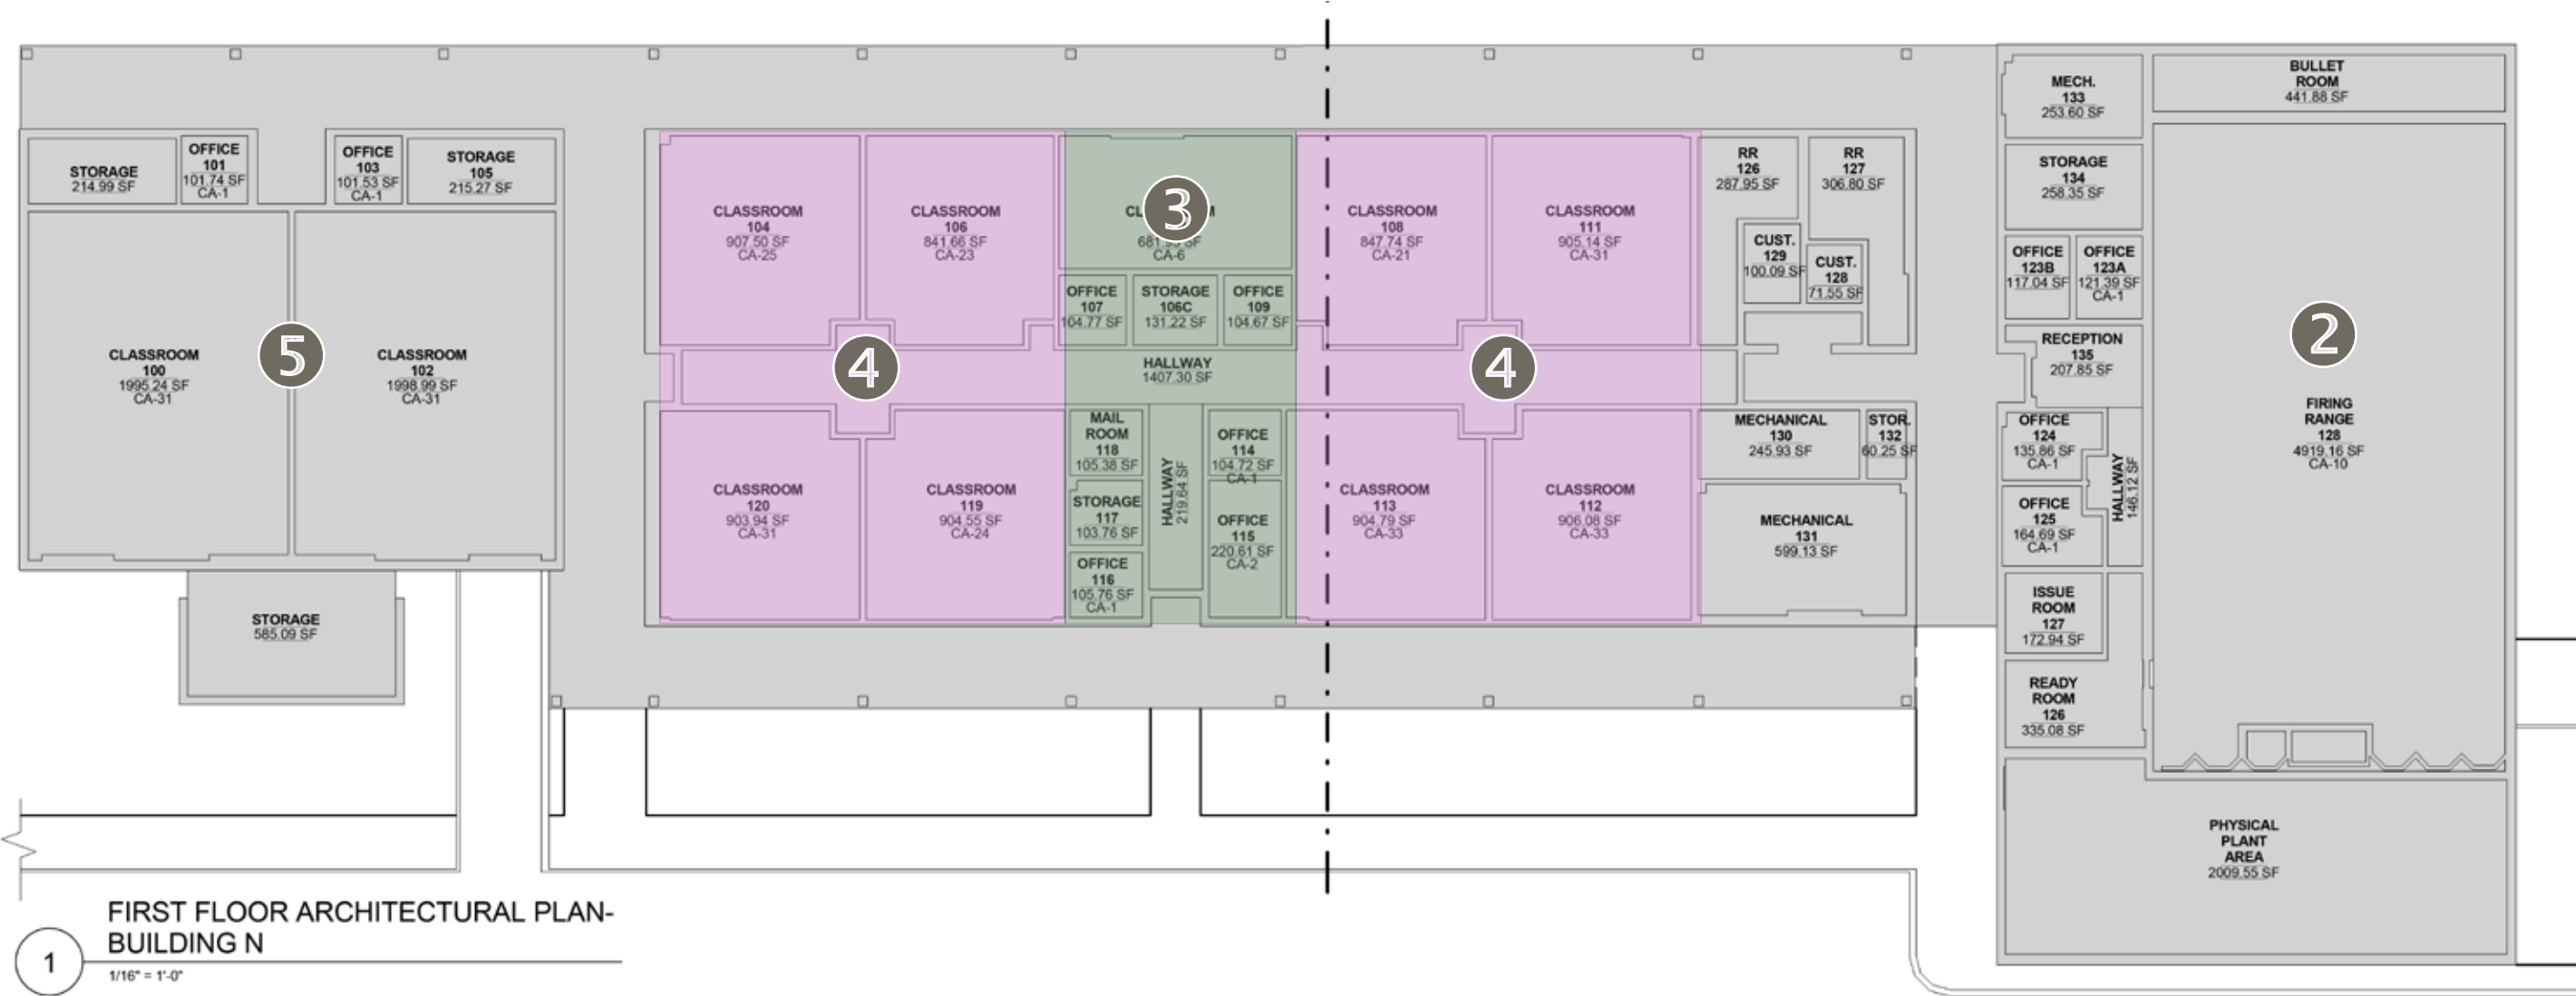 STORAGE
214.99 SF
OFFICE
101
101.74 SF
CA-1
OFFICE
103
101.53 SF
CA-1
STORAGE
105
215.27 SF
CLASSROOM
100
1995.24 SF
CA-31
5
CLASSROOM
102
1998.99 SF
CA-31
STORAGE
585.09 SF
CLASSROOM
104
907.50 SF
CA-25
CLASSROOM
106
841.66 SF
CA-23
3
CA-6
CLASSROOM
108
847.74 SF
CA-21
CLASSROOM
111
905.14 SF
CA-31
OFFICE
107
104.77 SF
STORAGE
106C
131.22 SF
OFFICE
109
104.67 SF
4
HALLWAY
1407.30 SF
4
CLASSROOM
120
903.94 SF
CA-31
CLASSROOM
119
904.55 SF
CA-24
MAIL
ROOM
118
105.38 SF
STORAGE
117
103.76 SF
OFFICE
116
105.76 SF
CA-1
HALLWAY
219.64 SF
OFFICE
114
104.72 SF
CA-1
OFFICE
115
220.61 SF
CA-2
CLASSROOM
113
904.79 SF
CA-33
CLASSROOM
112
906.08 SF
CA-33
RR
126
287.95 SF
RR
127
306.80 SF
CUST.
129
100.09 SF
CUST.
128
71.55 SF
MECHANICAL
130
245.93 SF
STOR.
132
60.25 SF
MECHANICAL
131
599.13 SF
MECH.
133
253.60 SF
STORAGE
134
258.35 SF
OFFICE
123B
117.04 SF
OFFICE
123A
121.39 SF
CA-1
RECEPTION
135
207.85 SF
OFFICE
124
135.86 SF
CA-1
OFFICE
125
164.69 SF
CA-1
HALLWAY
146.12 SF
ISSUE
ROOM
127
172.94 SF
READY
ROOM
126
335.08 SF
BULLET
ROOM
441.88 SF
2
FIRING
RANGE
128
4919.16 SF
CA-10
PHYSICAL
PLANT
AREA
2009.55 SF
1
FIRST FLOOR ARCHITECTURAL PLAN-
BUILDING N
1/16" = 1'-0"